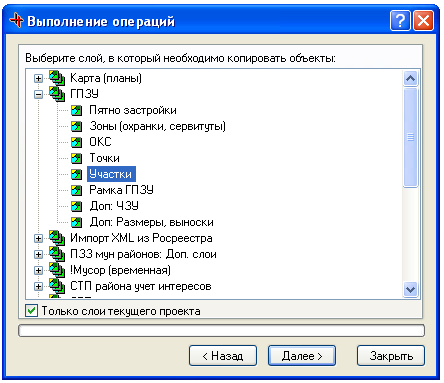 Выполнение операций
Выберите слой, в который необходимо копировать объекты:
Карта (планы)
ГПЗУ
Пятно застройки
Зоны (охранки, сервитуты)
ОКС
Точки
Участки
Рамка ГПЗУ
Доп: ЧЗУ
Доп: Размеры, выноски
Импорт XML из Росреестра
ПЗЗ мун районов: Доп. слои
!Мусор (временная)
СТП района учет интересов
Только слои текущего проекта
< Назад
Далее >
Закрыть